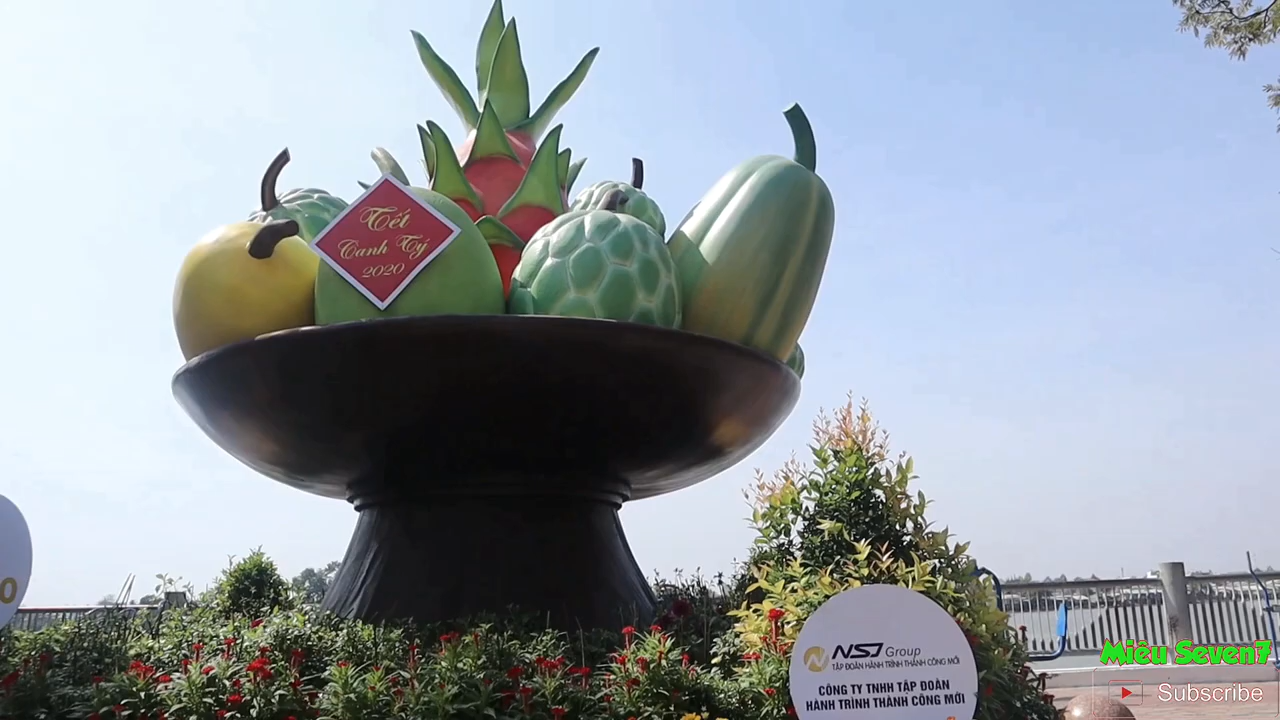 Tết
Canh Tý
2020
0
NSJ Group
TẬP ĐOÀN HÀNH TRÌNH THÀNH CÔNG MỚI
CÔNG TY TNHH TẬP ĐOÀN
HÀNH TRÌNH THÀNH CÔNG MỚI
Miêu Seven7
Subscribe